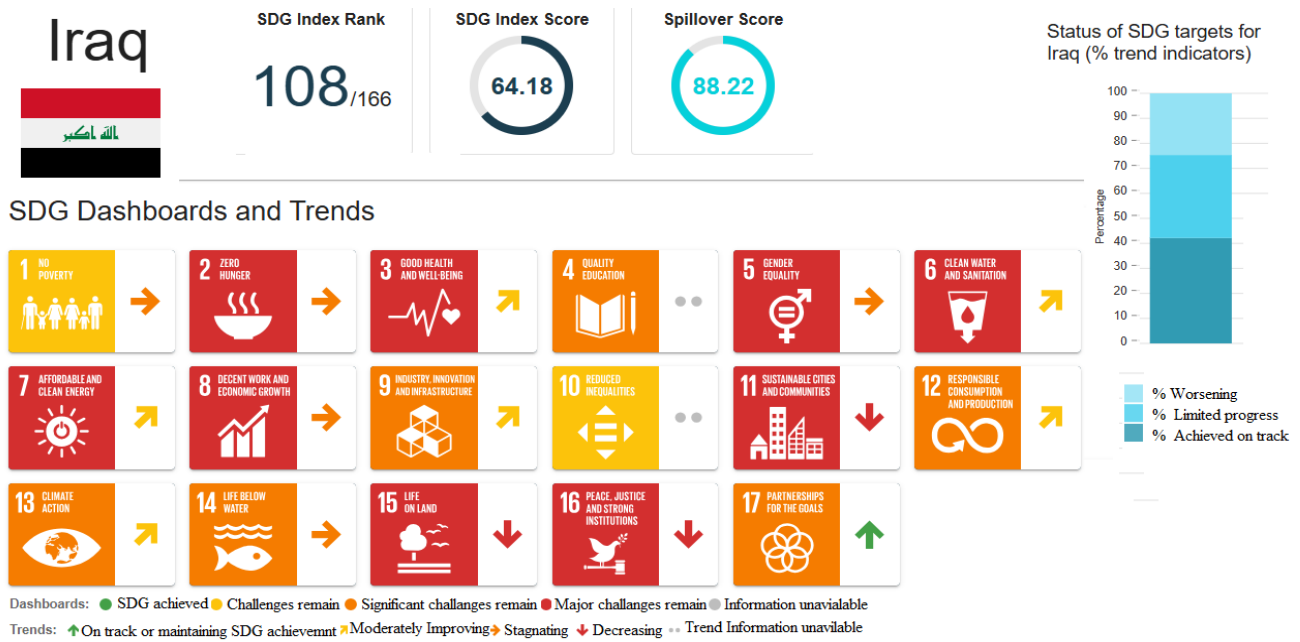 Iraq
الله اكبر
SDG Index Rank
108/166
SDG Index Score
64.18
Spillover Score
88.22
Status of SDG targets for
Iraq (% trend indicators)
100
90
80
70
60
50
40
30
20
10
0
Percentage
% Worsening
% Limited progress
% Achieved on track
SDG Dashboards and Trends
1 NO
POVERTY
2 ZERO
HUNGER
3 GOOD HEALTH
AND WELL-BEING
4 QUALITY
EDUCATION
5 GENDER
EQUALITY
6 CLEAN WATER
AND SANITATION
7 AFFORDABLE AND
CLEAN ENERGY
8 DECENT WORK AND
ECONOMIC GROWTH
9 INDUSTRY, INNOVATION
AND INFRASTRUCTURE
10 REDUCED
INEQUALITIES
11 SUSTAINABLE CITIES
AND COMMUNITIES
12 RESPONSIBLE
CONSUMPTION
AND PRODUCTION
13 CLIMATE
ACTION
14 LIFE BELOW
WATER
15 LIFE
ON LAND
16 PEACE, JUSTICE
AND STRONG
INSTITUTIONS
17 PARTNERSHIPS
FOR THE GOALS
Dashboards: SDG achieved Challenges remain Significant challanges remain Major challanges remain Information unavialable
Trends: On track or maintaining SDG achievemnt Moderately Improving Stagnating Decreasing Trend Information unavilable